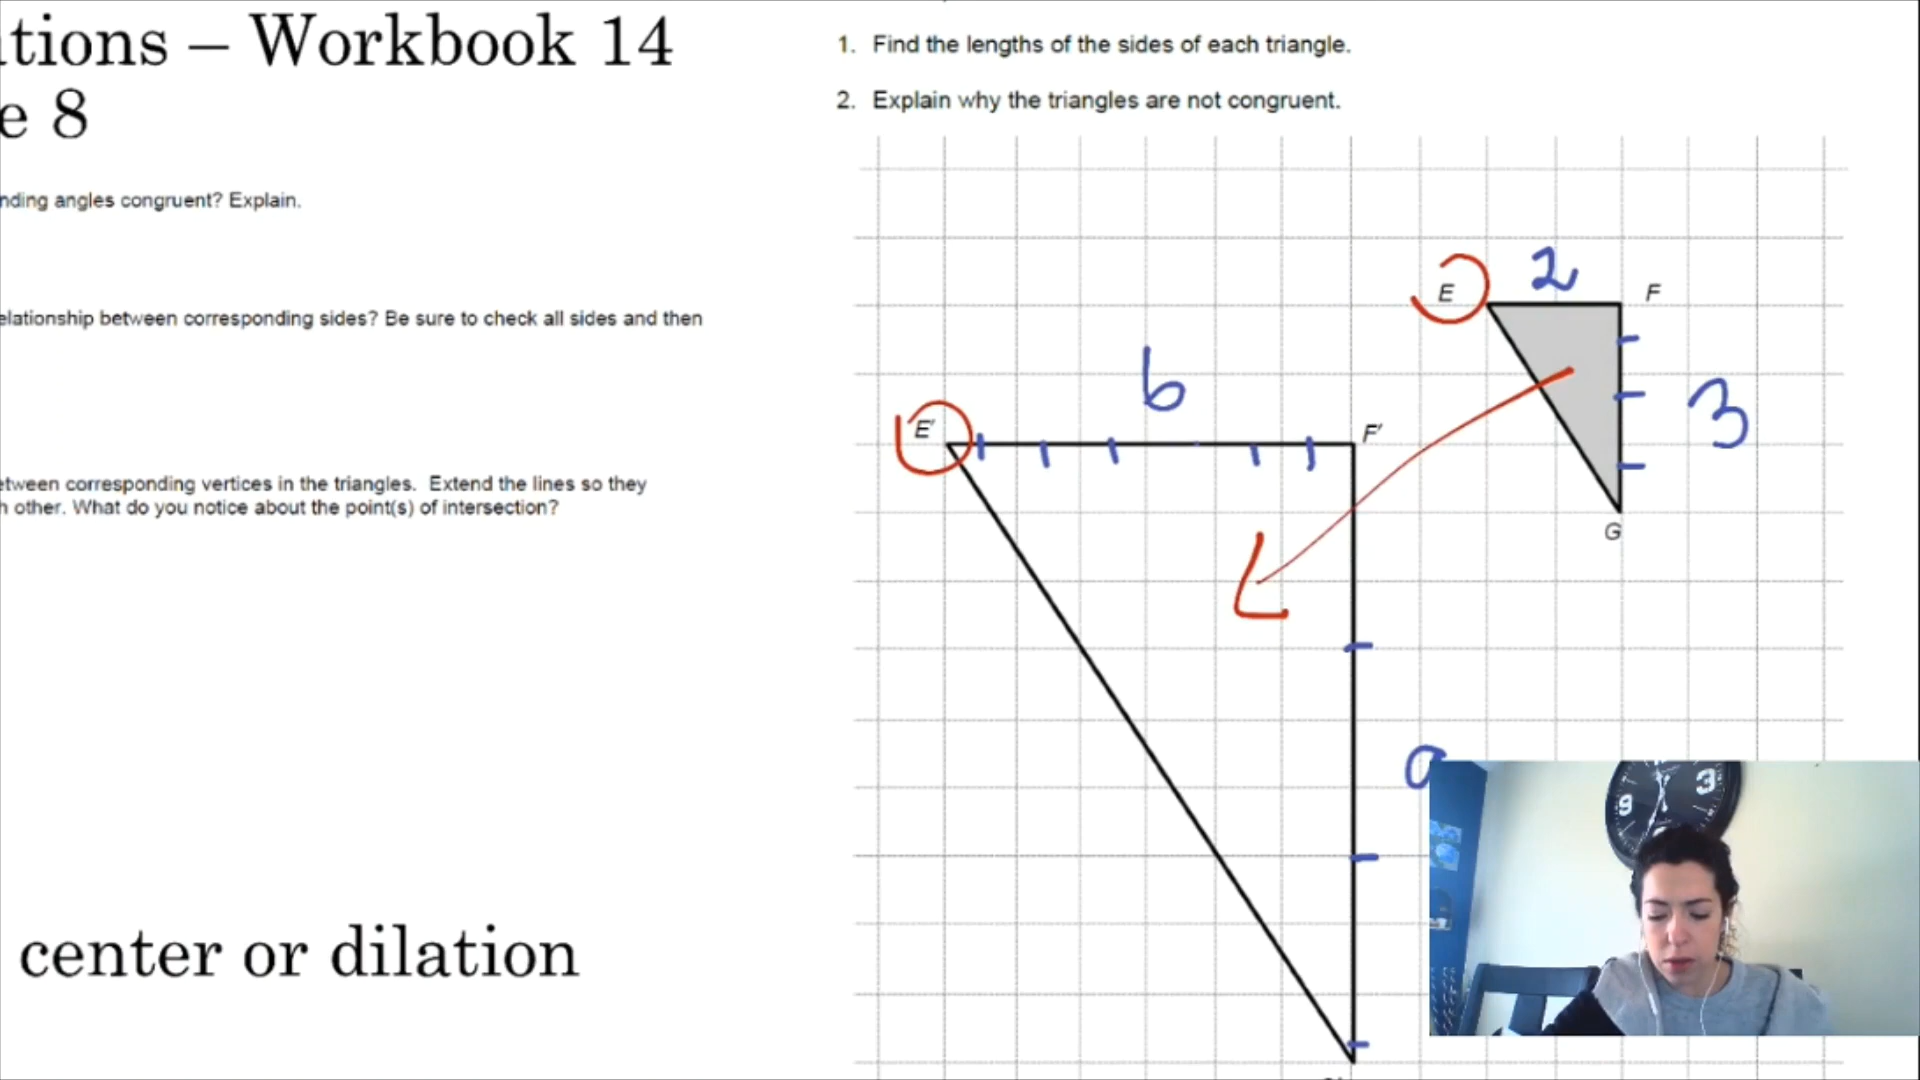 tions – Workbook 14
e 8
nding angles congruent? Explain.
elationship between corresponding sides? Be sure to check all sides and then
tween corresponding vertices in the triangles. Extend the lines so they
h other. What do you notice about the point(s) of intersection?
center or dilation
1. Find the lengths of the sides of each triangle.
2. Explain why the triangles are not congruent.
E
2
F
3
G
6
E'
F'
3
9